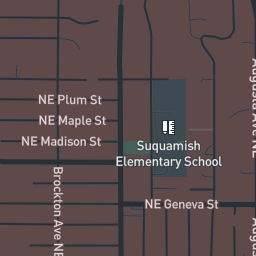 NE Plum St
NE Maple St
NE Madison St
Suquamish
Elementary School
NE Geneva St
Brockton Ave NE
Augusta Ave NE